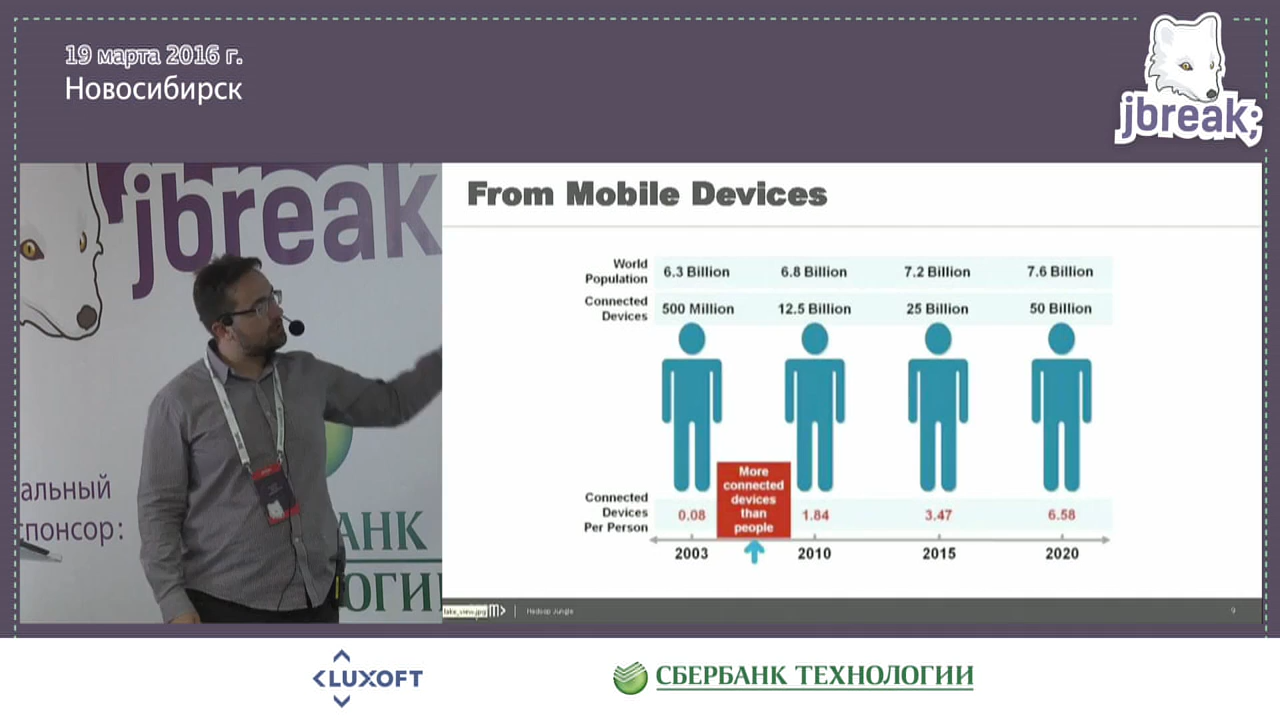 19 марта 2016 г.
Новосибирск
jbreak;
jbreak
альный
спонсор:
АНК
ОГИИ
From Mobile Devices
World Population 6.3 Billion 6.8 Billion 7.2 Billion 7.6 Billion
Connected Devices 500 Million 12.5 Billion 25 Billion 50 Billion
More
connected
devices
than
people
Connected Devices Per Person 0.08 1.84 3.47 6.58
2003 2010 2015 2020
Hadoop Jungle
9
<LUXOFT
СБЕРБАНК ТЕХНОЛОГИИ